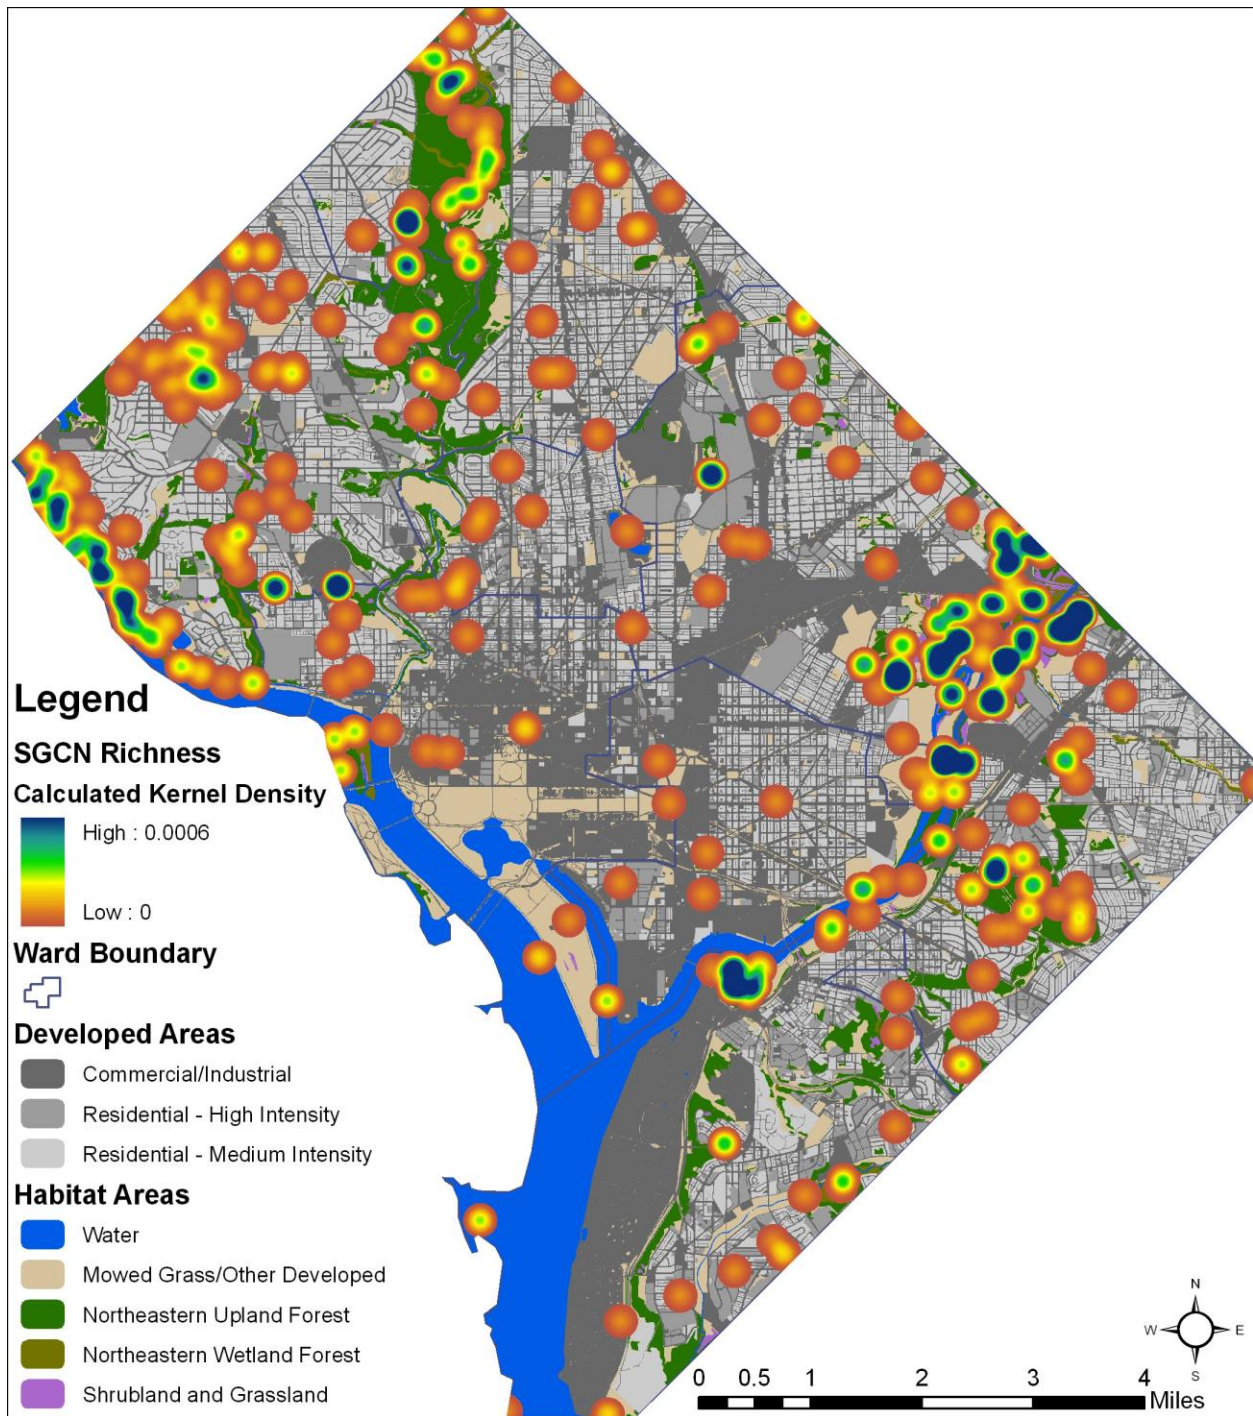 Legend
SGCN Richness
Calculated Kernel Density
High : 0.0006
Low : 0
Ward Boundary
Developed Areas
Commercial/Industrial
Residential - High Intensity
Residential - Medium Intensity
Habitat Areas
Water
Mowed Grass/Other Developed
Northeastern Upland Forest
Northeastern Wetland Forest
Shrubland and Grassland
N
W E
S
0 0.5 1 2 3 4
Miles